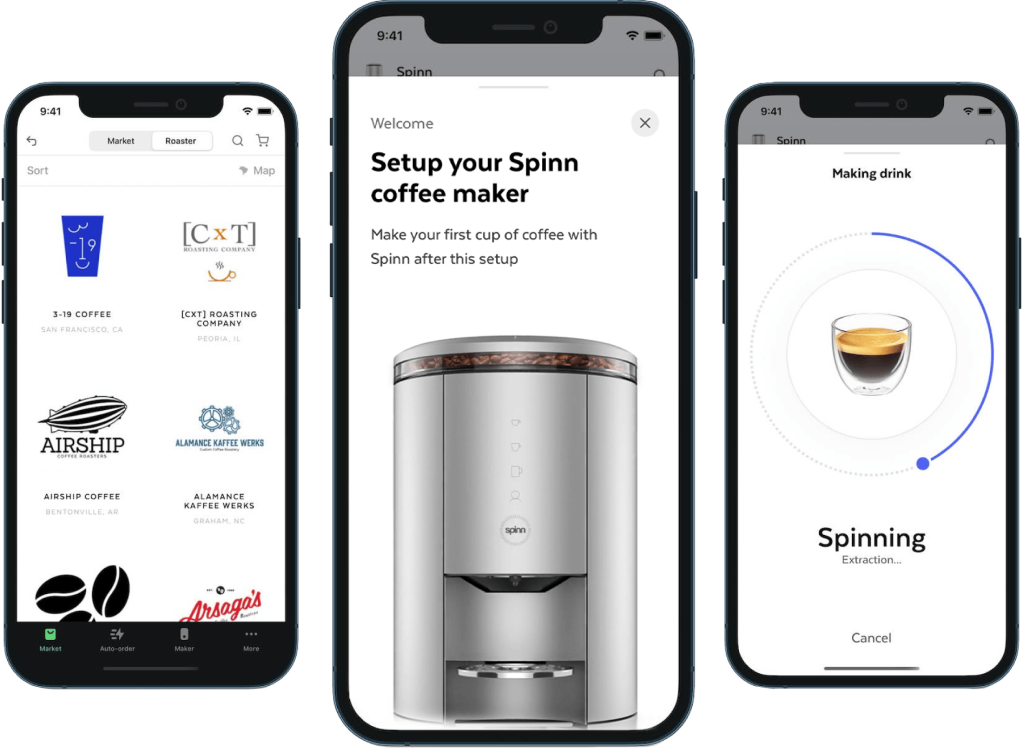 9:41
Market
Roaster
Sort
Map
3
-19
[CxT]
ROASTING COMPANY
3-19 COFFEE
SAN FRANCISCO, CA
[CXT] ROASTING
COMPANY
PEORIA, IL
AIRSHIP
COFFEE ROASTERS
ALAMANCE KAFFEE WERKS
Custom Coffee Roastery
AIRSHIP COFFEE
BENTONVILLE, AR
ALAMANCE
KAFFEE WERKS
GRAHAM, NC
Arsaga's
Market
Auto-order
Maker
More
9:41
Spinn
Welcome
Setup your Spinn
coffee maker
Make your first cup of coffee with
Spinn after this setup
spinn
9:41
Spinn
Making drink
Spinning
Extraction...
Cancel